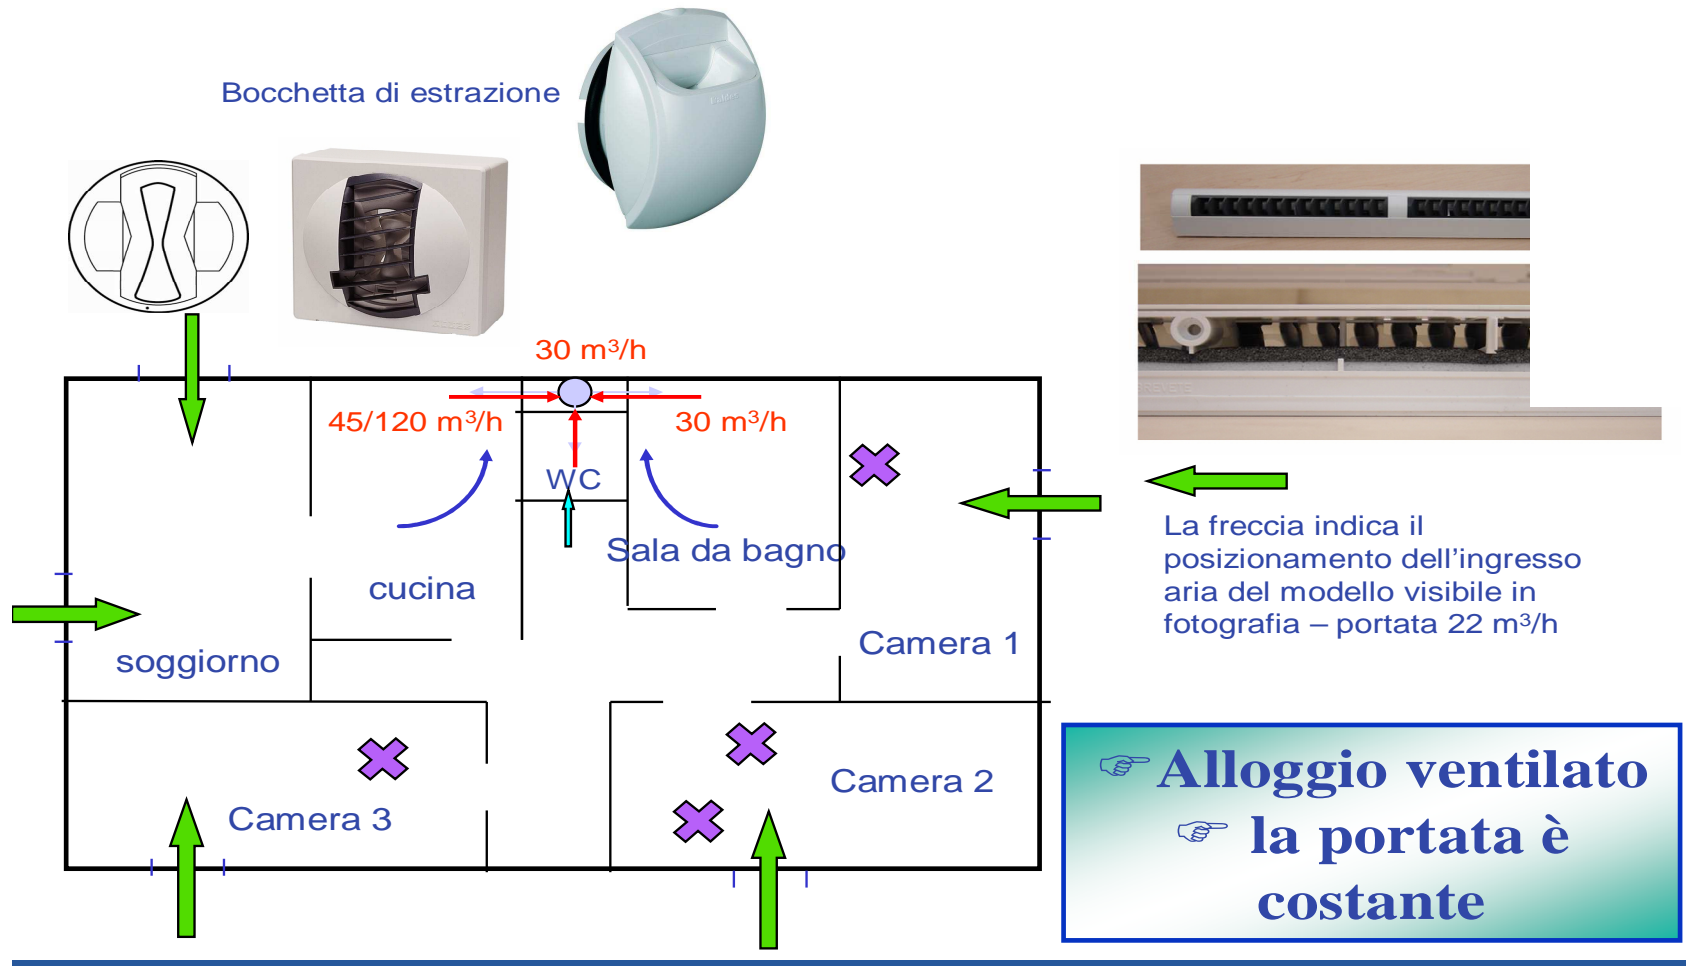 Bocchetta di estrazione
30 m³/h
45/120 m³/h
30 m³/h
WC
Sala da bagno
cucina
soggiorno
Camera 1
Camera 2
Camera 3
La freccia indica il
posizionamento dell'ingresso
aria del modello visibile in
fotografia – portata 22 m³/h
☞ Alloggio ventilato
☞ la portata è
costante